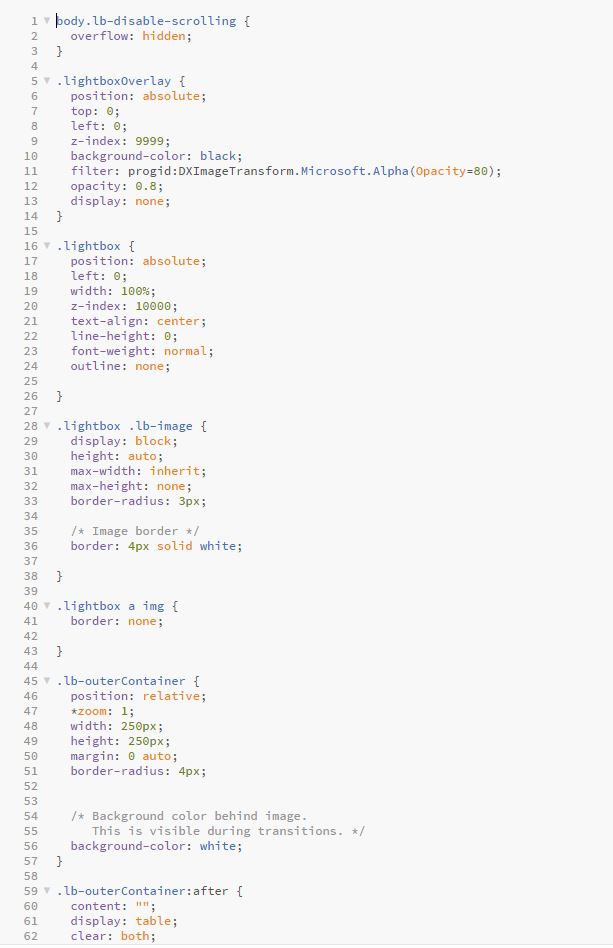 1 body.lb-disable-scrolling {
2   overflow: hidden;
3 }
4
5 .lightboxOverlay {
6   position: absolute;
7   top: 0;
8   left: 0;
9   z-index: 9999;
10   background-color: black;
11   filter: progid:DXImageTransform.Microsoft.Alpha(Opacity=80);
12   opacity: 0.8;
13   display: none;
14 }
15
16 .lightbox {
17   position: absolute;
18   left: 0;
19   width: 100%;
20   z-index: 10000;
21   text-align: center;
22   line-height: 0;
23   font-weight: normal;
24   outline: none;
25
26 }
27
28 .lightbox .lb-image {
29   display: block;
30   height: auto;
31   max-width: inherit;
32   max-height: none;
33   border-radius: 3px;
34
35   /* Image border */
36   border: 4px solid white;
37
38 }
39
40 .lightbox a img {
41   border: none;
42
43 }
44
45 .lb-outerContainer {
46   position: relative;
47   *zoom: 1;
48   width: 250px;
49   height: 250px;
50   margin: 0 auto;
51   border-radius: 4px;
52
53
54   /* Background color behind image.
55      This is visible during transitions. */
56   background-color: white;
57 }
58
59 .lb-outerContainer:after {
60   content: "";
61   display: table;
62   clear: both;